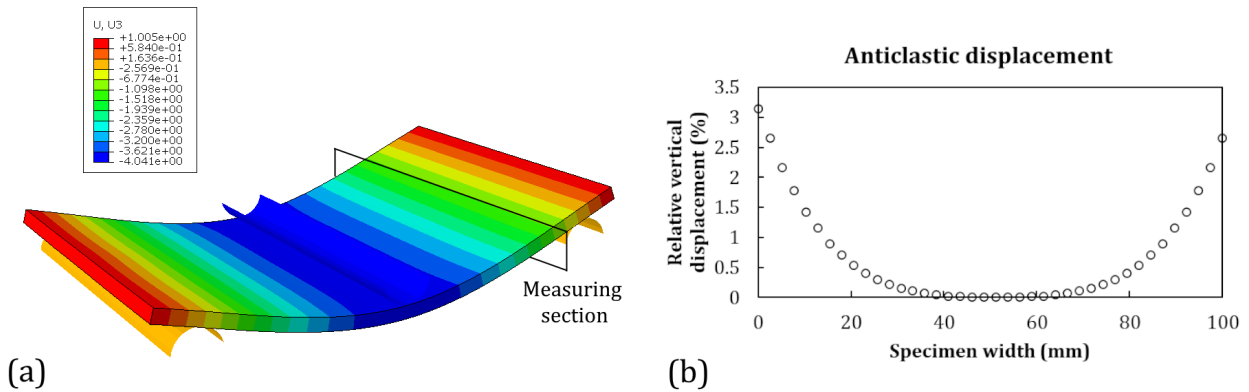 U, U3
+1.005e+00
+5.840e-01
+1.636e-01
-2.569e-01
-6.774e-01
-1.098e+00
-1.518e+00
-1.939e+00
-2.359e+00
-2.780e+00
-3.200e+00
-3.621e+00
-4.041e+00
Measuring
section
(a)
Anticlastic displacement
Relative vertical
displacement (%)
3.5
3
2.5
2
1.5
1
0.5
0
0 20 40 60 80 100
Specimen width (mm)
(b)